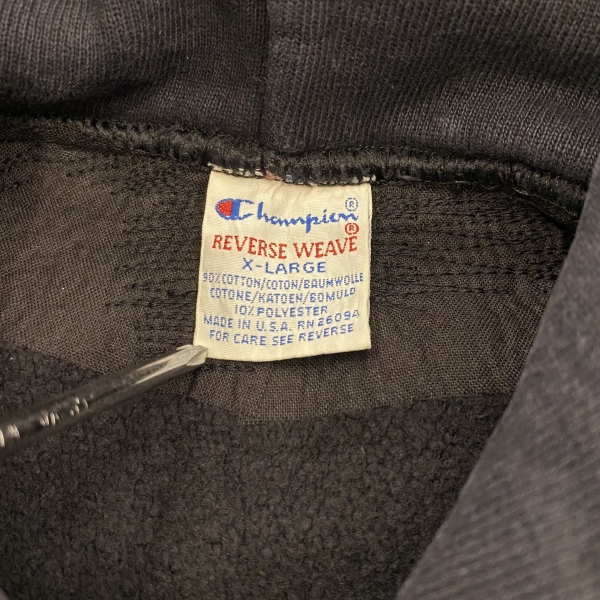 Champion®
REVERSE WEAVE®
X-LARGE
90% COTTON/COTON/BAUMWOLLE
COTONE/KATOEN/BOMULD
10% POLYESTER
MADE IN U.S.A. RN 26094
FOR CARE SEE REVERSE